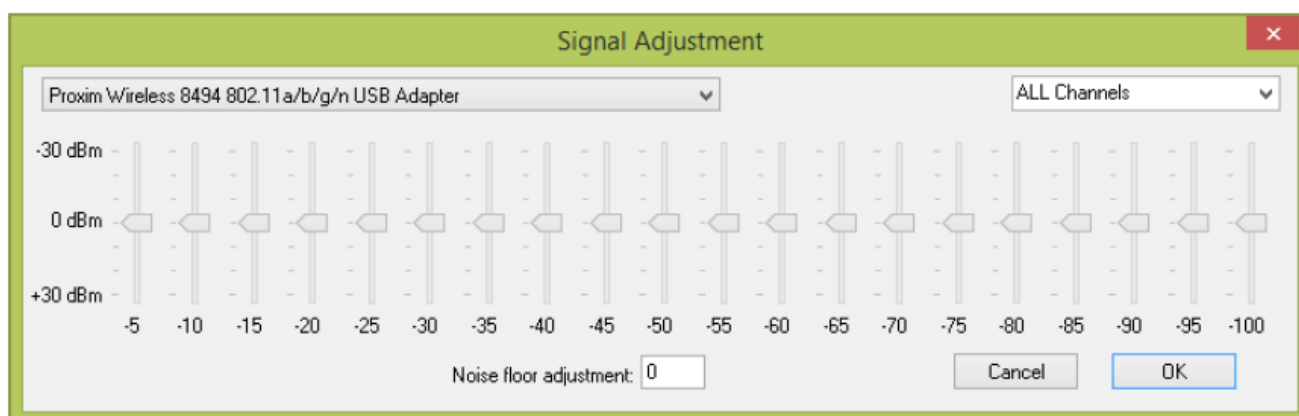 Signal Adjustment
Proxim Wireless 8494 802.11a/b/g/n USB Adapter
ALL Channels
-30 dBm
0 dBm
+30 dBm
-5 -10 -15 -20 -25 -30 -35 -40 -45 -50 -55 -60 -65 -70 -75 -80 -85 -90 -95 -100
Noise floor adjustment: 0
Cancel
OK